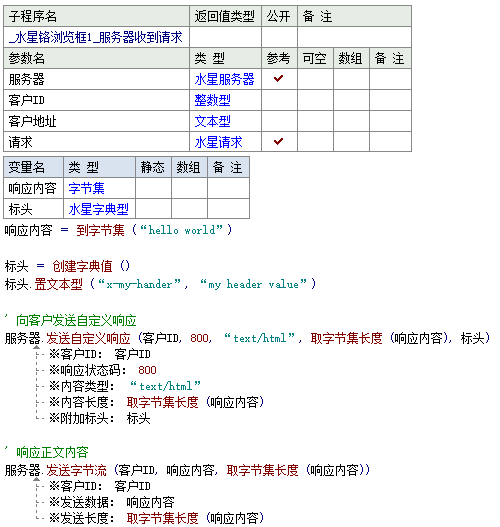 子程序名 返回值类型 公开 备 注
_水星铭浏览框1_服务器收到请求
参数名 类 型 参考 可空 数组 备 注
服务器 水星服务器 ✓
客户ID 整数型
客户地址 文本型
请求 水星请求 ✓
变量名 类 型 静态 数组 备 注
响应内容 字节集
标头 水星字典型
响应内容 = 到字节集 (“hello world”)
标头 = 创建字典值 ()
标头.置文本型 (“x-my-hander”, “my header value”)
' 向客户发送自定义响应
服务器.发送自定义响应 (客户ID, 800, “text/html”, 取字节集长度 (响应内容), 标头)
※客户ID: 客户ID
※响应状态码: 800
※内容类型: “text/html”
※内容长度: 取字节集长度 (响应内容)
※附加标头: 标头
' 响应正文内容
服务器.发送字节流 (客户ID, 响应内容, 取字节集长度 (响应内容))
※客户ID: 客户ID
※发送数据: 响应内容
※发送长度: 取字节集长度 (响应内容)